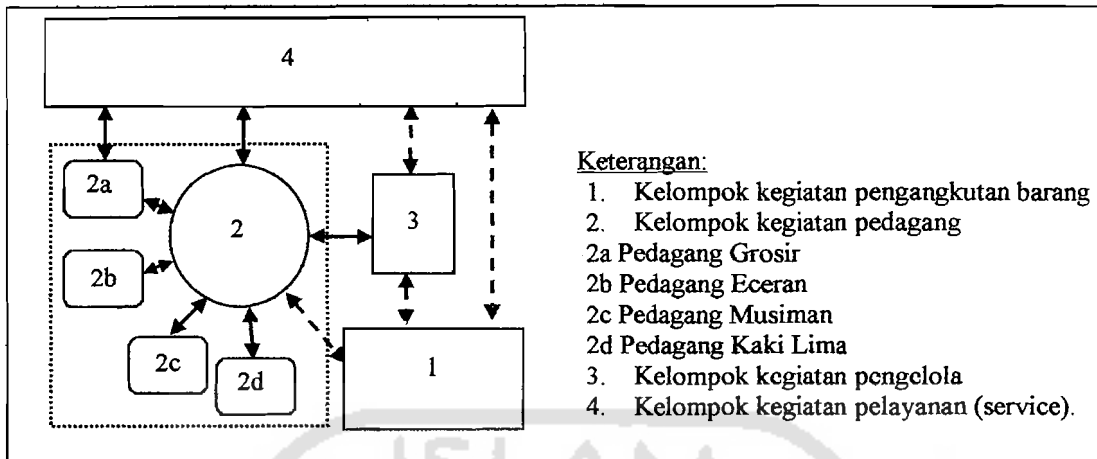 4
2a
2
3
2b
2c
2d
1
Keterangan:
1. Kelompok kegiatan pengangkutan barang
2. Kelompok kegiatan pedagang
2a Pedagang Grosir
2b Pedagang Eceran
2c Pedagang Musiman
2d Pedagang Kaki Lima
3. Kelompok kegiatan pengelola
4. Kelompok kegiatan pelayanan (service).
ISLAM